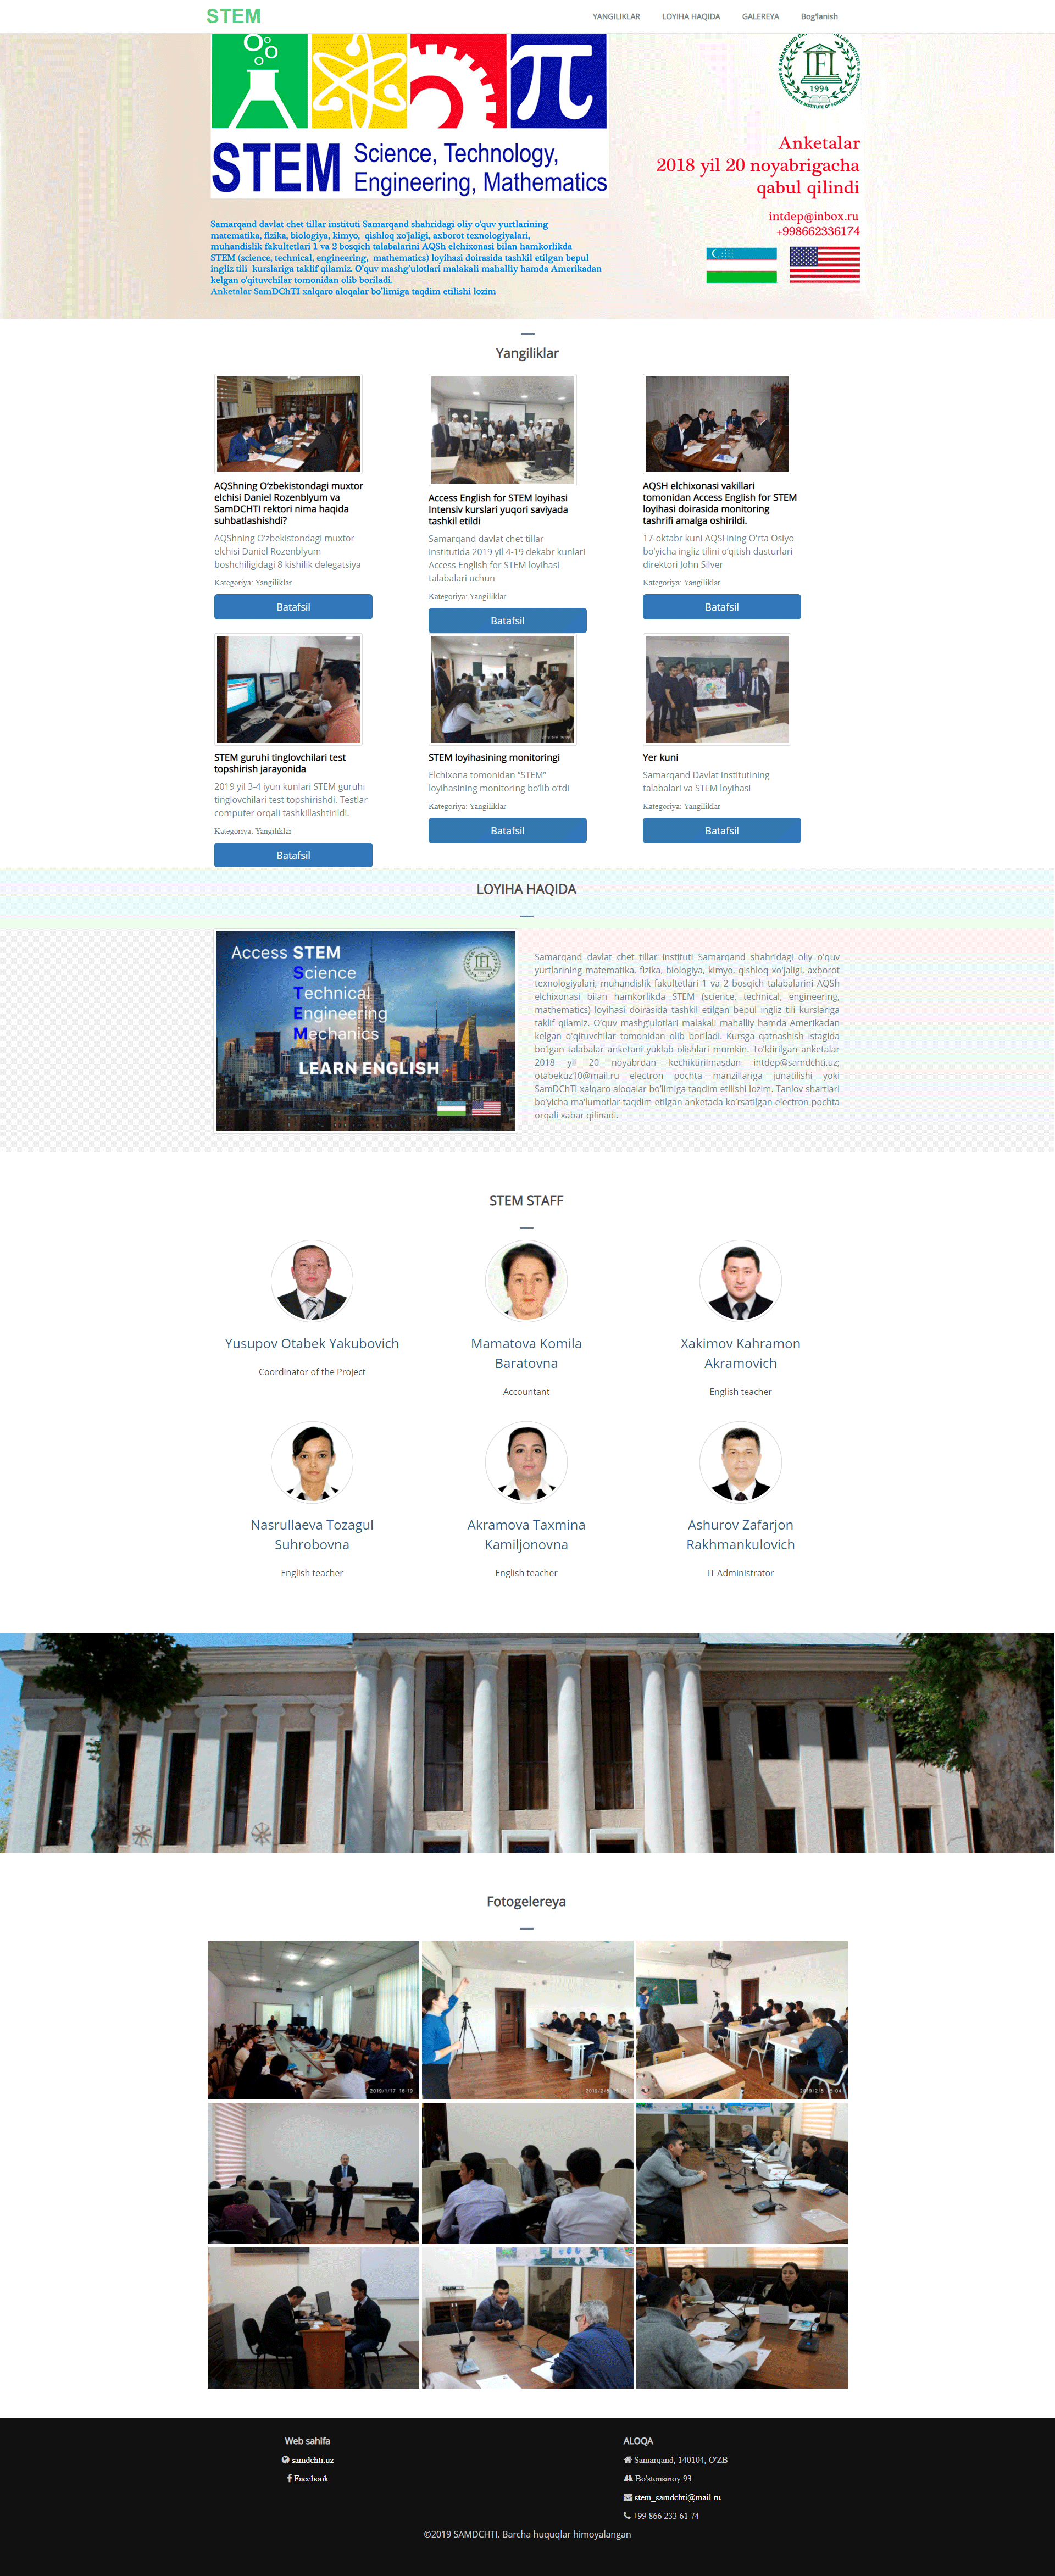 STEM
YANGILIKLAR
LOYIHA HAQIDA
GALEREYA
Bog'lanish
π
STEM
Science, Technology,
Engineering, Mathematics
1994
Anketalar
2018 yil 20 noyabrigacha
qabul qilindi
intdep@inbox.ru
+998662336174
Samarqand davlat chet tillar instituti Samarqand shahridagi oliy o'quv yurtlarining
matematika, fizika, biologiya, kimyo, qishloq xo'jaligi, axborot texnologiyalari,
muhandislik fakultetlari 1 va 2 bosqich talabalarini AQSh elchixonasi bilan hamkorlikda
STEM (science, technical, engineering, mathematics) loyihasi doirasida tashkil etilgan bepul
ingliz tili kurslariga taklif qilamiz. O'quv mashg'ulotlari malakali mahalliy hamda Amerikadan
kelgan o'qituvchilar tomonidan olib boriladi.
Anketalar SamDChTI xalqaro aloqalar bo'limiga taqdim etilishi lozim
Yangiliklar
AQShning O'zbekistondagi muxtor
elchisi Daniel Rozenblyum va
SamDCHTI rektori nima haqida
suhbatlashishdi?
AQShning O'zbekistondagi muxtor
elchisi Daniel Rozenblyum
boshchiligidagi 8 kishilik delegatsiya
Kategoriya: Yangiliklar
Batafsil
Access English for STEM loyihasi
Intensiv kurslari yuqori saviyada
tashkil etildi
Samarqand davlat chet tillar
institutida 2019 yil 4-19 dekabr kunlari
Access English for STEM loyihasi
talabalari uchun
Kategoriya: Yangiliklar
Batafsil
AQSH elchixonasi vakillari
tomonidan Access English for STEM
loyihasi doirasida monitoring
tashrifi amalga oshirildi.
17-oktabr kuni AQSHning O'rta Osiyo
bo'yicha ingliz tilini o'qitish dasturlari
direktori John Silver
Kategoriya: Yangiliklar
Batafsil
STEM guruhi tinglovchilari test
topshirish jarayonida
2019 yil 3-4 iyun kunlari STEM guruhi
tinglovchilari test topshirishdi. Testlar
computer orqali tashkillashtirildi.
Kategoriya: Yangiliklar
Batafsil
STEM loyihasining monitoringi
Elchixona tomonidan “STEM”
loyihasining monitoring bo'lib o'tdi
Kategoriya: Yangiliklar
Batafsil
Yer kuni
Samarqand Davlat institutining
talabalari va STEM loyihasi
Kategoriya: Yangiliklar
Batafsil
LOYIHA HAQIDA
Access STEM
Science
Technical
Engineering
Mechanics
LEARN ENGLISH
Samarqand davlat chet tillar instituti Samarqand shahridagi oliy o'quv
yurtlarining matematika, fizika, biologiya, kimyo, qishloq xo'jaligi, axborot
texnologiyalari, muhandislik fakultetlari 1 va 2 bosqich talabalarini AQSh
elchixonasi bilan hamkorlikda STEM (science, technical, engineering,
mathematics) loyihasi doirasida tashkil etilgan bepul ingliz tili kurslariga
taklif qilamiz. O'quv mashg'ulotlari malakali mahalliy hamda Amerikadan
kelgan o'qituvchilar tomonidan olib boriladi. Kursga qatnashish istagida
bo'lgan talabalar anketani yuklab olishlari mumkin. To'ldirilgan anketalar
2018 yil 20 noyabrdan kechiktirilmasdan intdep@samdchti.uz;
otabekuz10@mail.ru electron pochta manzillariga junatilishi yoki
SamDChTI xalqaro aloqalar bo'limiga taqdim etilishi lozim. Tanlov shartlari
bo'yicha ma'lumotlar taqdim etilgan anketada ko'rsatilgan electron pochta
orqali xabar qilinadi.
STEM STAFF
Yusupov Otabek Yakubovich
Coordinator of the Project
Mamatova Komila
Baratovna
Accountant
Xakimov Kahramon
Akramovich
English teacher
Nasrullaeva Tozagul
Suhrobovna
English teacher
Akramova Taxmina
Kamiljonovna
English teacher
Ashurov Zafarjon
Rakhmankulovich
IT Administrator
Fotogelereya
2019/1/17 16:19
Web sahifa
samdchti.uz
Facebook
ALOQA
Samarqand, 140104, O'ZB
Bo'stonsaroy 93
stem_samdchti@mail.ru
+99 866 233 61 74
©2019 SAMDCHTI. Barcha huquqlar himoyalangan